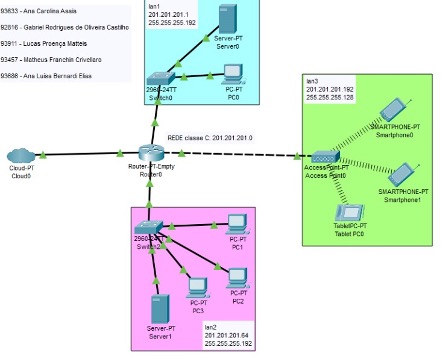 93633 - Ana Carolina Assis
92816 - Gabriel Rodrigues de Oliveira Castilho
93911 - Lucas Proença Matteis
93457 - Matheus Franchin Crivellaro
93686 - Ana Luisa Bernardi Elias
lan1
201.201.201.1
255.255.255.192
Server-PT
Server0
2960-24TT
Switch0
PC-PT
PC0
lan3
201.201.201.192
255.255.255.128
SMARTPHONE-PT
Smartphone0
REDE classe C: 201.201.201.0
Cloud-PT
Cloud0
Router-PT-Empty
Router0
AccessPoint-PT
Access Point0
SMARTPHONE-PT
Smartphone1
TabletPC-PT
Tablet PC0
2960-24TT
PC-PT
PC1
PC-PT
PC2
PC-PT
PC3
Server-PT
Server1
lan2
201.201.201.64
255.255.255.192